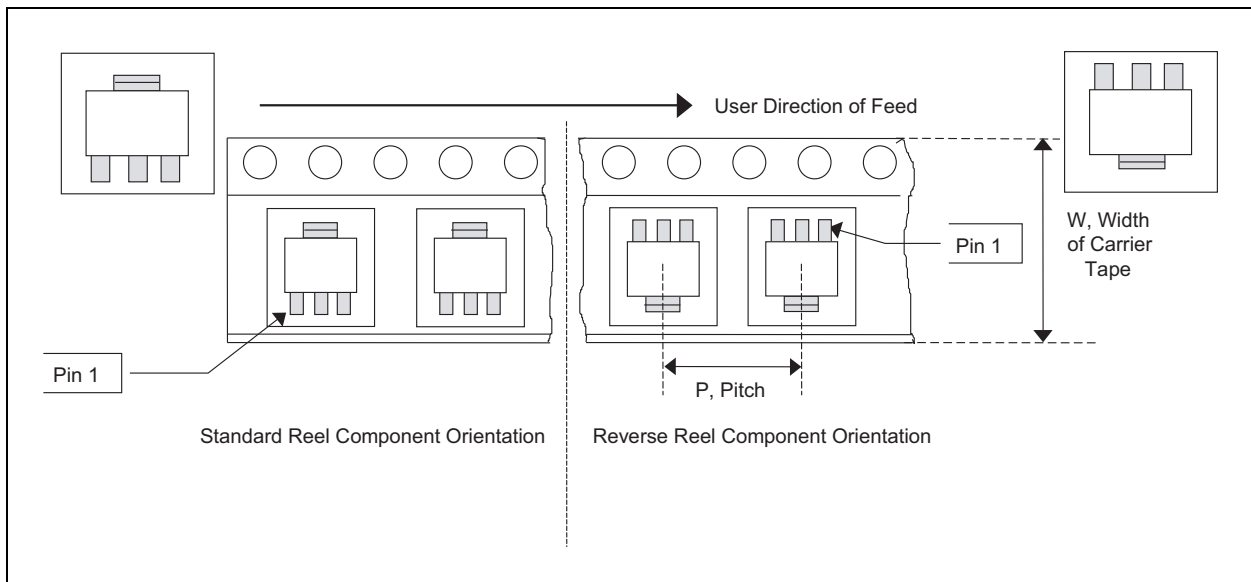 User Direction of Feed
Pin 1
W, Width
of Carrier
Tape
Pin 1
P, Pitch
Standard Reel Component Orientation
Reverse Reel Component Orientation